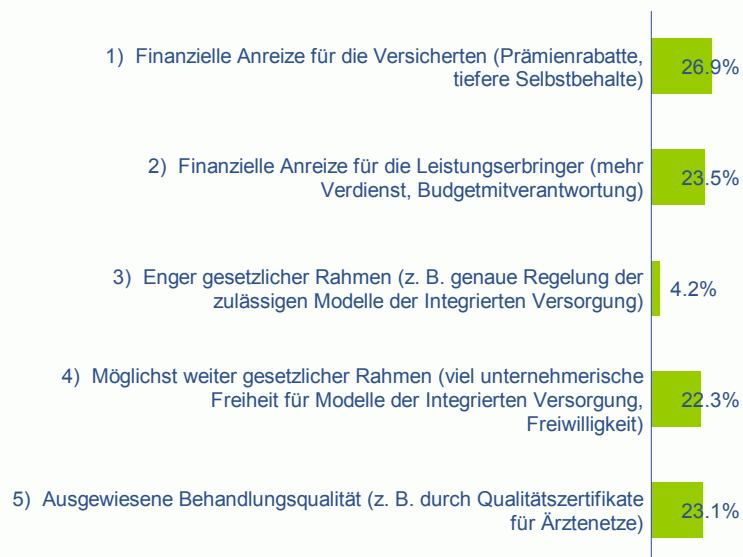 1) Finanzielle Anreize für die Versicherten (Prämienrabatte,
tiefere Selbstbehalte)
26.9%
2) Finanzielle Anreize für die Leistungserbringer (mehr
Verdienst, Budgetmitverantwortung)
23.5%
3) Enger gesetzlicher Rahmen (z. B. genaue Regelung der
zulässigen Modelle der Integrierten Versorgung)
4.2%
4) Möglichst weiter gesetzlicher Rahmen (viel unternehmerische
Freiheit für Modelle der Integrierten Versorgung,
Freiwilligkeit)
22.3%
5) Ausgewiesene Behandlungsqualität (z. B. durch Qualitätszertifikate
für Ärztenetze)
23.1%